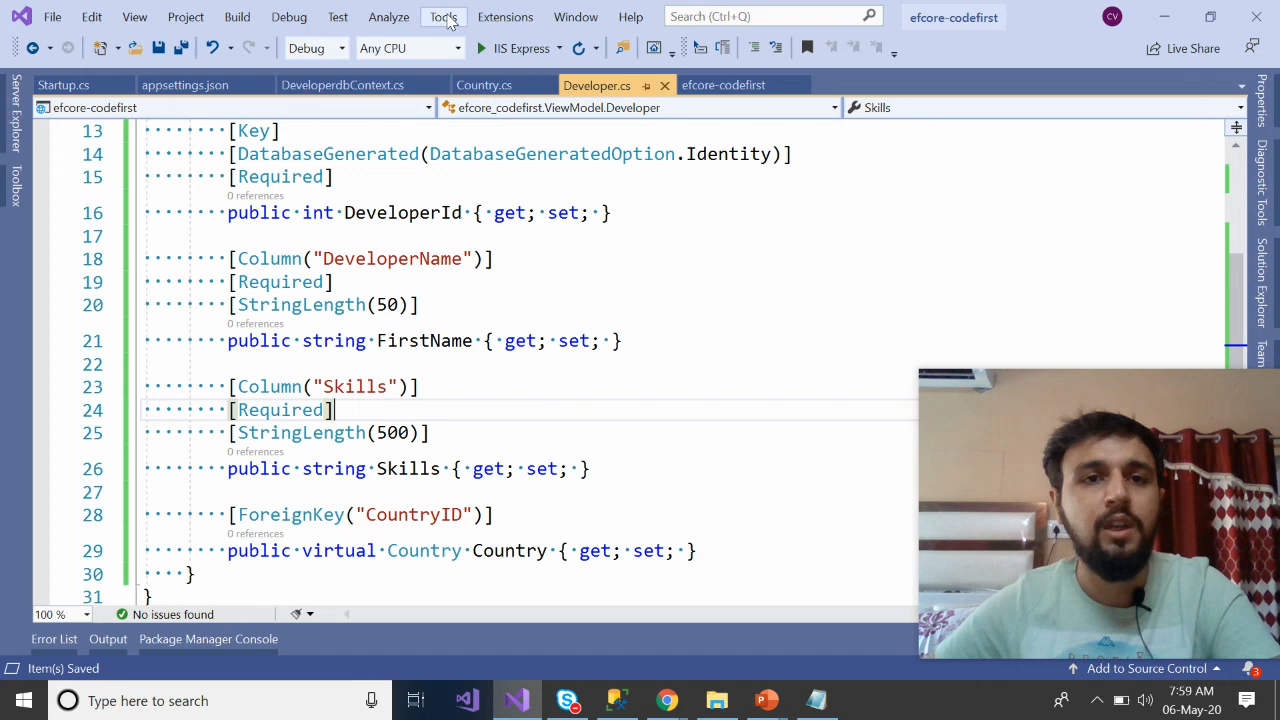 File Edit View Project Build Debug Test Analyze Tools Extensions Window Help Search (Ctrl+Q) efcore-codefirst CV
Debug Any CPU IIS Express Live Share
Startup.cs appsettings.json DeveloperdbContext.cs Country.cs Developer.cs efcore-codefirst
efcore-codefirst efcore_codefirst.ViewModel.Developer Skills
Server Explorer
Toolbox
Properties
Diagnostic Tools
Solution Explorer
Team
13 [Key]
14 [DatabaseGenerated(DatabaseGeneratedOption.Identity)]
15 [Required]
0 references
16 public int DeveloperId { get; set; }
17
18 [Column("DeveloperName")]
19 [Required]
20 [StringLength(50)]
0 references
21 public string FirstName { get; set; }
22
23 [Column("Skills")]
24 [Required]
25 [StringLength(500)]
0 references
26 public string Skills { get; set; }
27
28 [ForeignKey("CountryID")]
0 references
29 public virtual Country Country { get; set; }
30 }
31 }
100 % No issues found
Error List Output Package Manager Console
Item(s) Saved Add to Source Control 3
Type here to search 7:59 AM
06-May-20